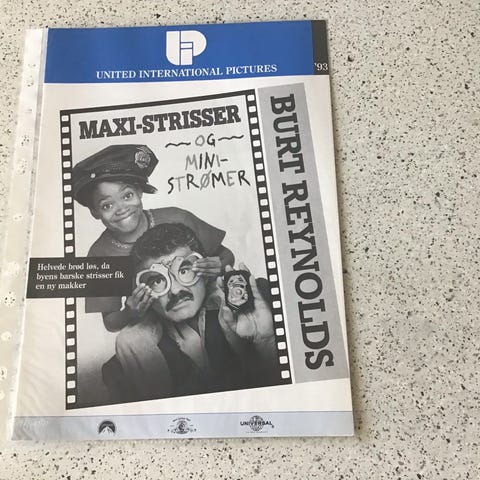 UIP
UNITED INTERNATIONAL PICTURES
'93
MAXI-STRISSER
OG
MINI-
STRØMER
BURT REYNOLDS
Helvede brød løs, da
byens barske strisser fik
en ny makker
UNIVERSAL